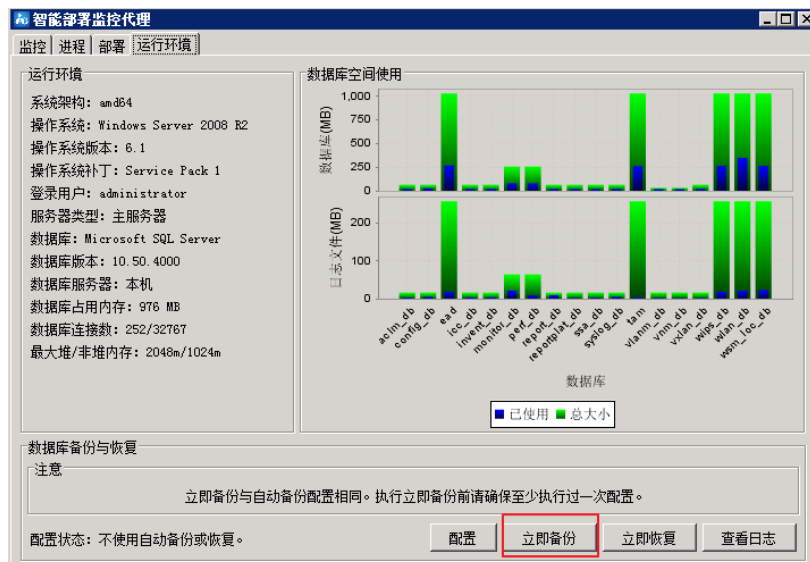 智能部署监控代理
监控 进程 部署 运行环境
运行环境
系统架构: amd64
操作系统: Windows Server 2008 R2
操作系统版本: 6.1
操作系统补丁: Service Pack 1
登录用户: administrator
服务器类型: 主服务器
数据库: Microsoft SQL Server
数据库版本: 10.50.4000
数据库服务器: 本机
数据库占用内存: 976 MB
数据库连接数: 252/32767
最大堆/非堆内存: 2048m/1024m
数据库空间使用
数据库(MB)
1,000
750
500
250
0
日志文件(MB)
200
100
0
aclm_db
config_db
ead
icc_db
invent_db
monitor_db
perf_db
report_db
reportplat_db
ssa_db
syslog_db
tam
vlanm_db
vnm_db
vxlan_db
wips_db
wlan_db
wsm_loc_db
数据库
已使用 总大小
数据库备份与恢复
注意
立即备份与自动备份配置相同。执行立即备份前请确保至少执行过一次配置。
配置状态: 不使用自动备份或恢复。
配置 立即备份 立即恢复 查看日志